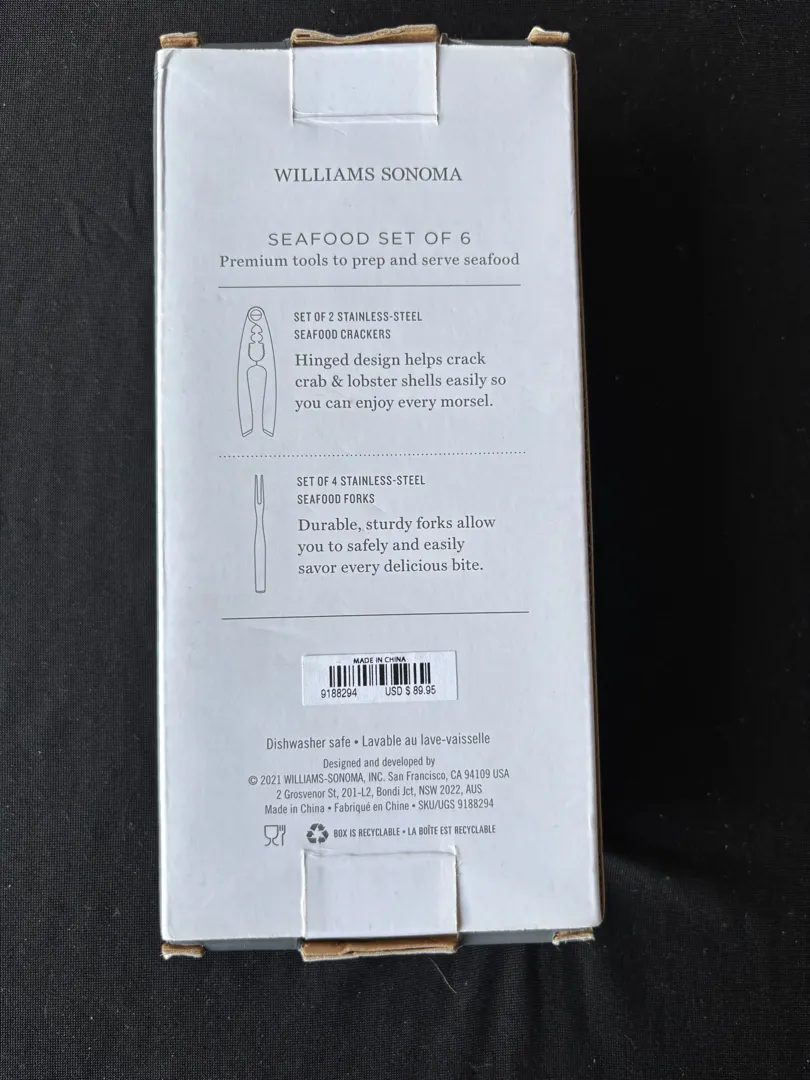 WILLIAMS SONOMA
SEAFOOD SET OF 6
Premium tools to prep and serve seafood
SET OF 2 STAINLESS-STEEL
SEAFOOD CRACKERS
Hinged design helps crack
crab & lobster shells easily so
you can enjoy every morsel.
SET OF 4 STAINLESS-STEEL
SEAFOOD FORKS
Durable, sturdy forks allow
you to safely and easily
savor every delicious bite.
MADE IN CHINA
9188294 USD $ 89.95
Dishwasher safe • Lavable au lave-vaisselle
Designed and developed by
© 2021 WILLIAMS-SONOMA, INC. San Francisco, CA 94109 USA
2 Grosvenor St, 201-L2, Bondi Jct, NSW 2022, AUS
Made in China • Fabriqué en Chine • SKU/UGS 9188294
BOX IS RECYCLABLE • LA BOÎTE EST RECYCLABLE